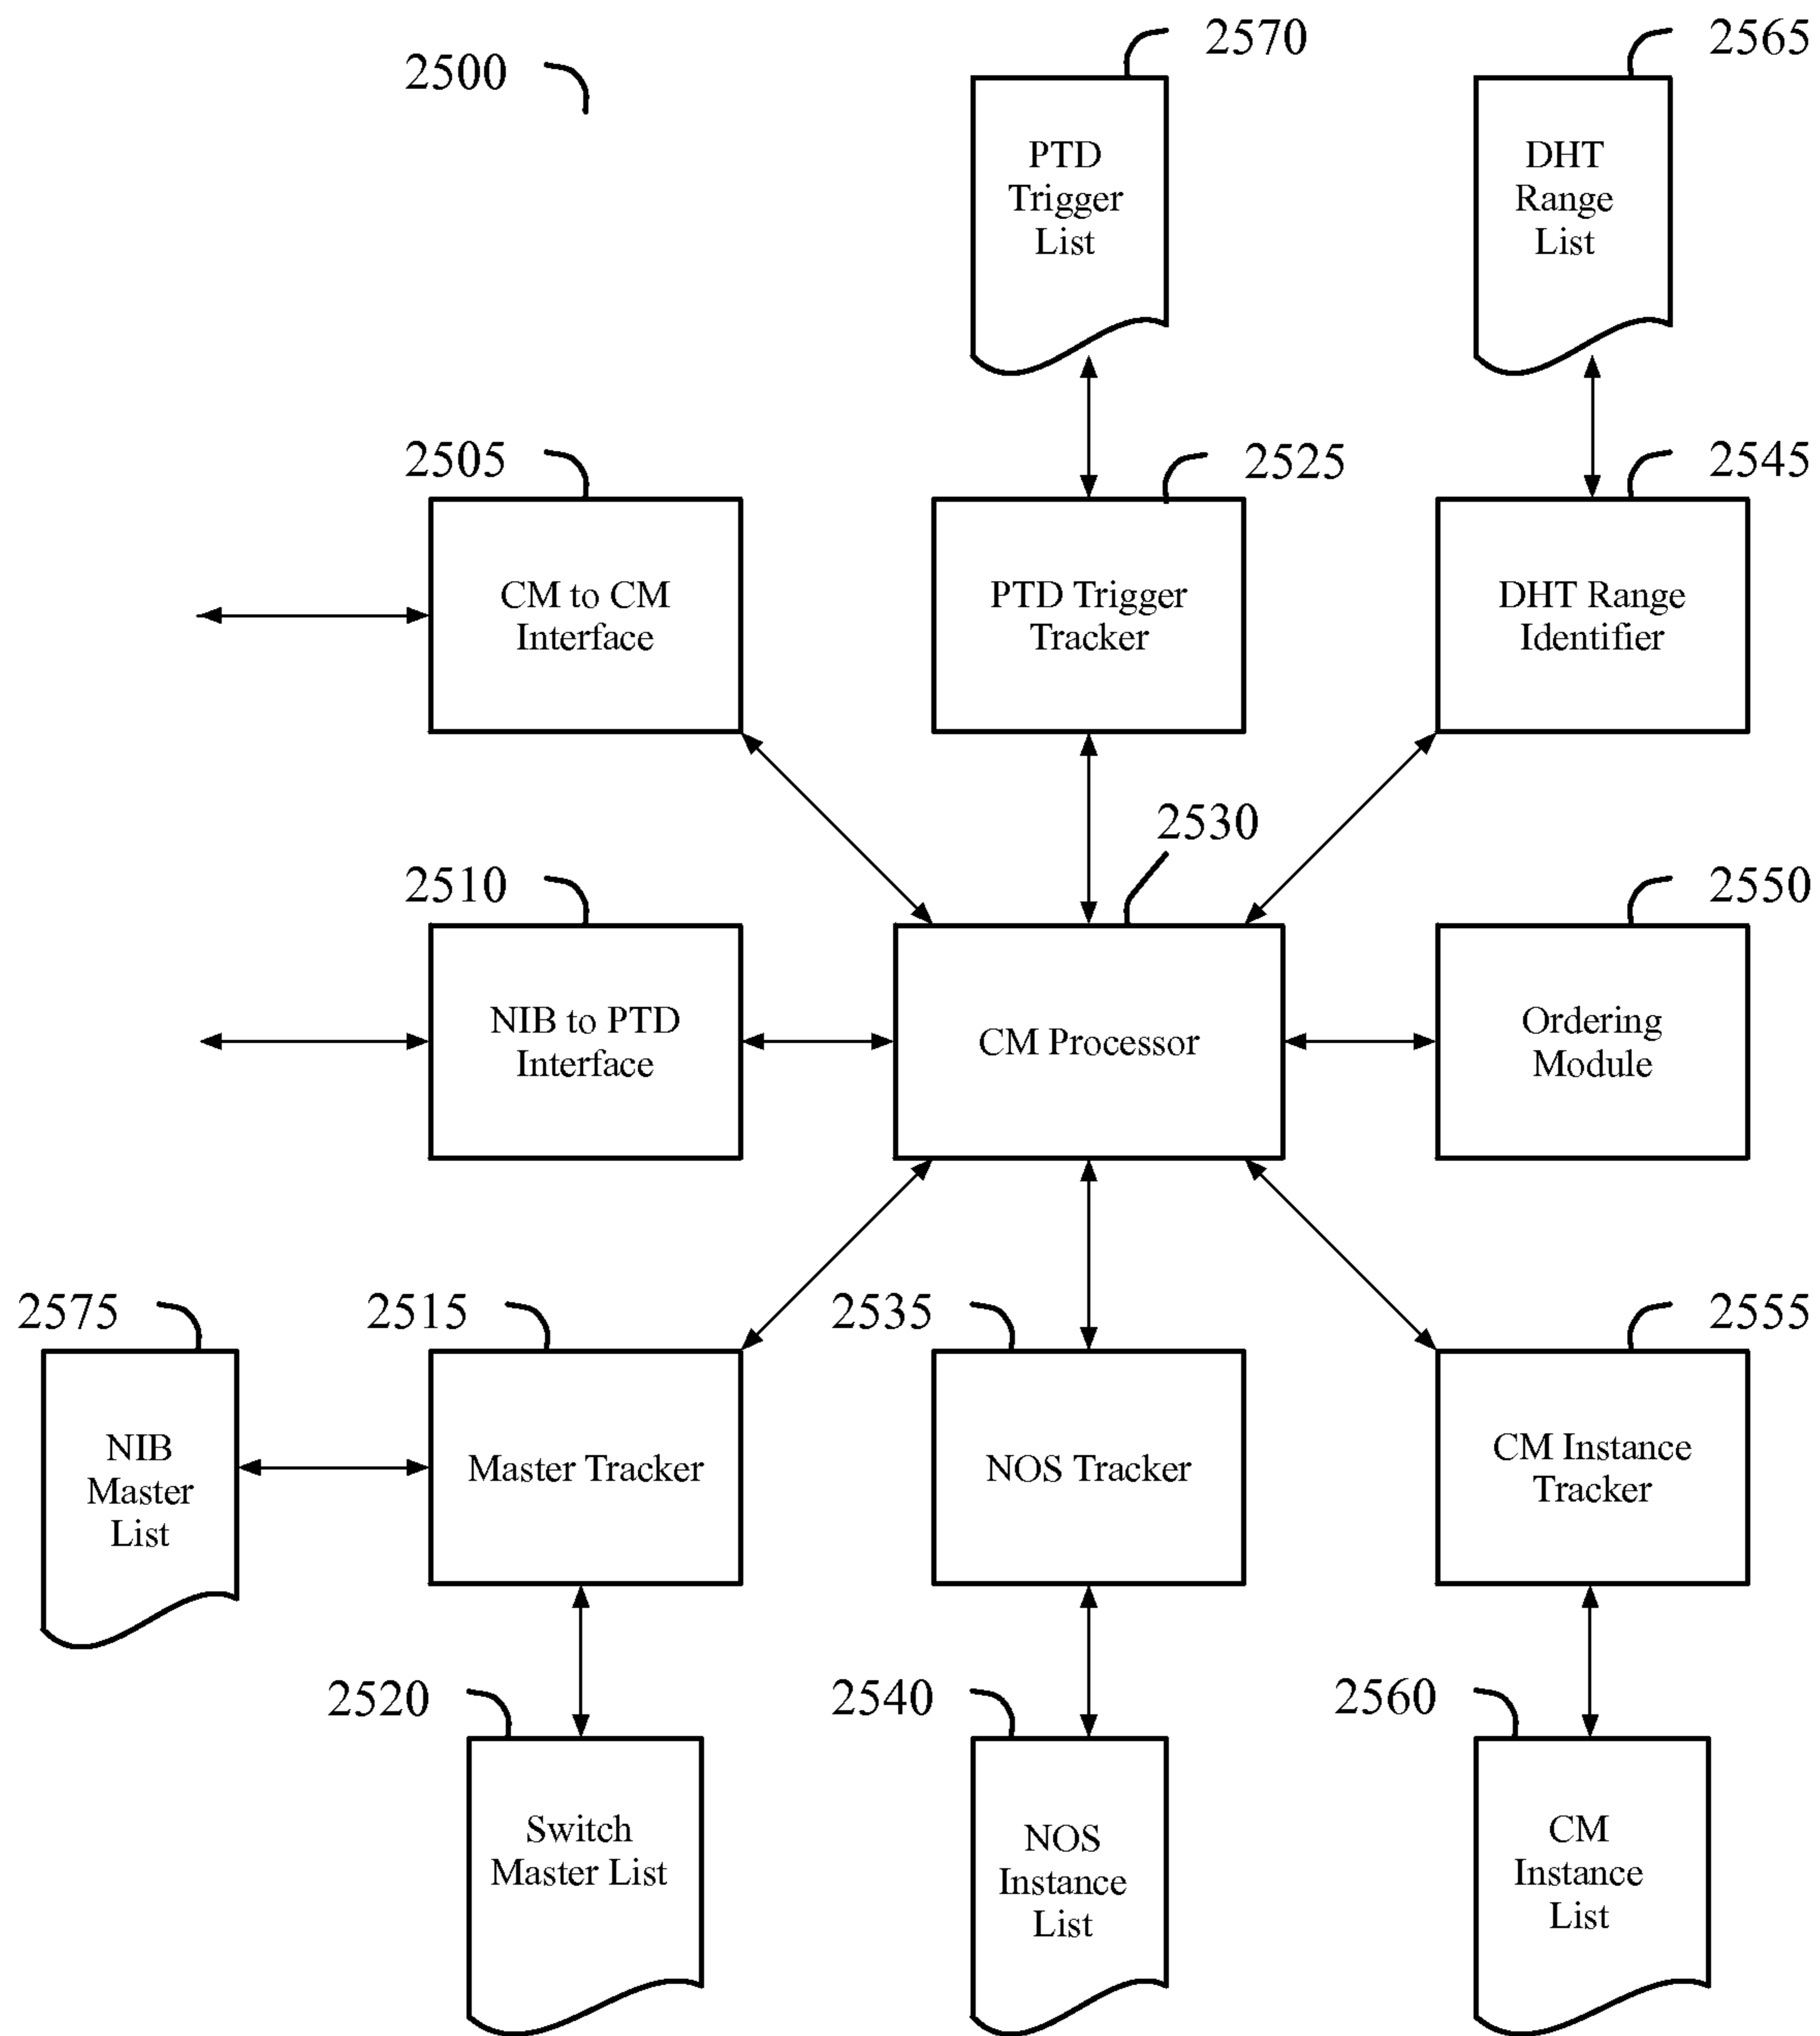 2500
2570
2565
PTD
Trigger
List
DHT
Range
List
2505
2525
2545
CM to CM
Interface
PTD Trigger
Tracker
DHT Range
Identifier
2530
2510
2550
NIB to PTD
Interface
CM Processor
Ordering
Module
2575
2515
2535
2555
NIB
Master
List
Master Tracker
NOS Tracker
CM Instance
Tracker
2520
2540
2560
Switch
Master List
NOS
Instance
List
CM
Instance
List